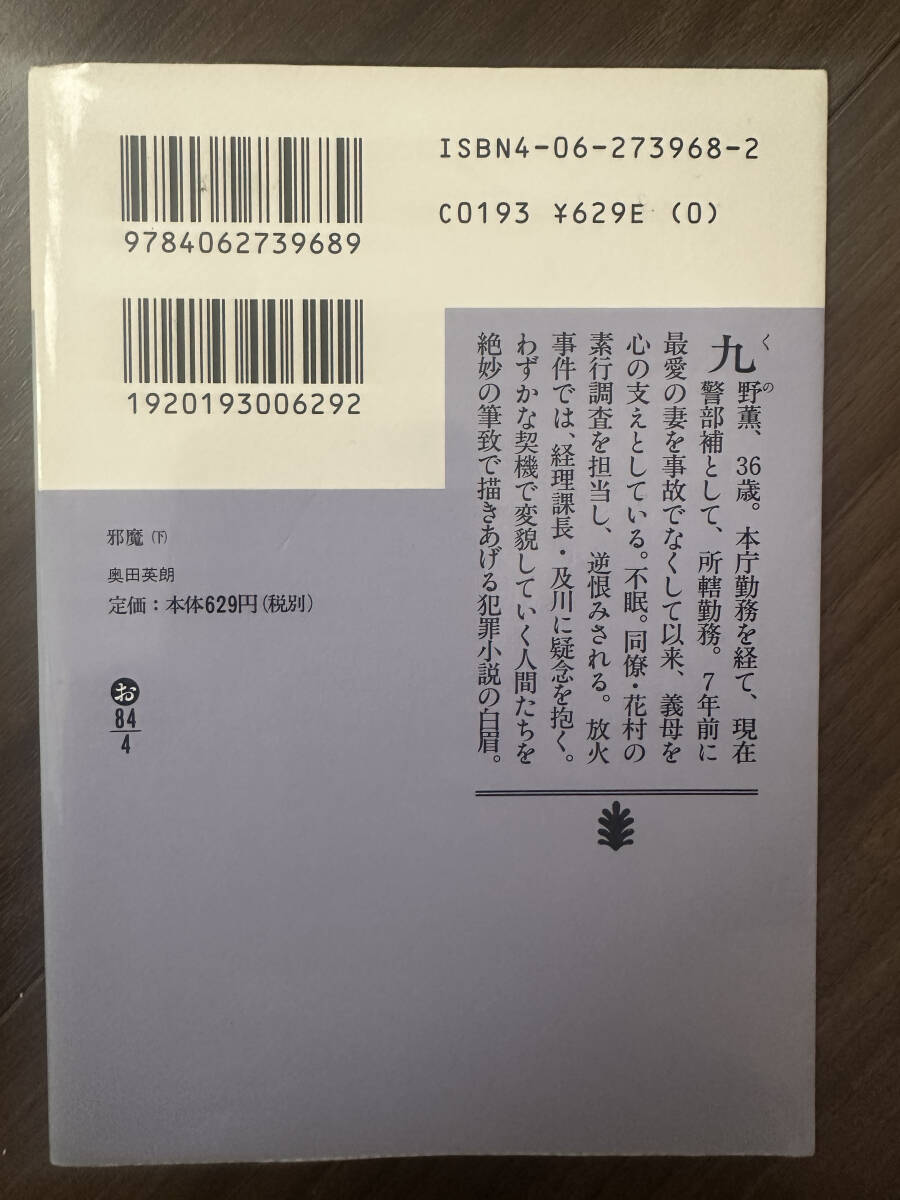 ISBN4-06-273968-2
C0193 ¥629E (0)
9784062739689
1920193006292
九野薫、36歳。本庁勤務を経て、現在
くの
警部補として、所轄勤務。7年前に
最愛の妻を事故でなくして以来、義母を
心の支えとしている。不眠。同僚・花村の
素行調査を担当し、逆恨みされる。放火
事件では、経理課長・及川に疑念を抱く。
わずかな契機で変貌していく人間たちを
絶妙の筆致で描きあげる犯罪小説の白眉。
邪魔(下)
奥田英朗
定価:本体629円(税別)
お
84
4